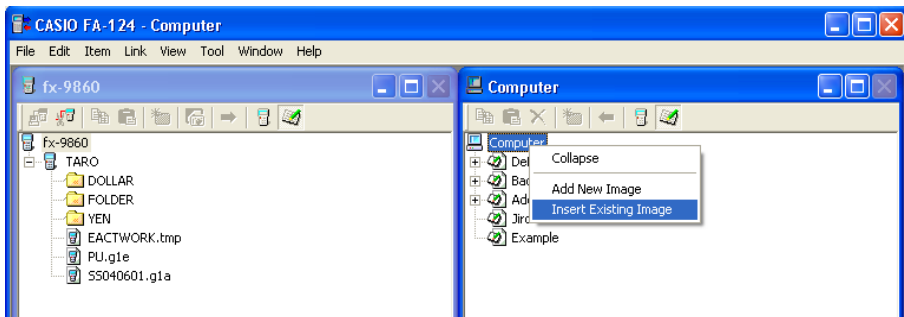 CASIO FA-124 - Computer
File Edit Item Link View Tool Window Help
fx-9860
fx-9860
TARO
DOLLAR
FOLDER
YEN
EACTWORK.tmp
PU.g1e
SS040601.g1a
Computer
Computer
Collapse
Add New Image
Insert Existing Image
Example